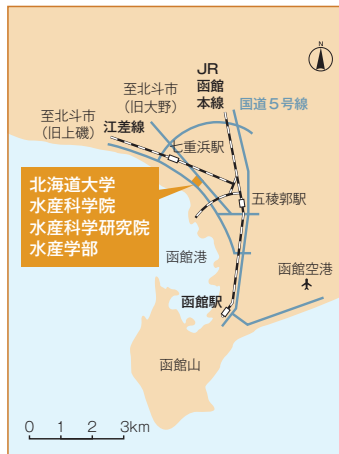 N
JR
函館
本線
国道5号線
至北斗市
（旧大野）
至北斗市
（旧上磯）
江差線
七重浜駅
北海道大学
水産科学院
水産科学研究院
水産学部
五稜郭駅
函館港
函館空港
函館駅
函館山
0 1 2 3km